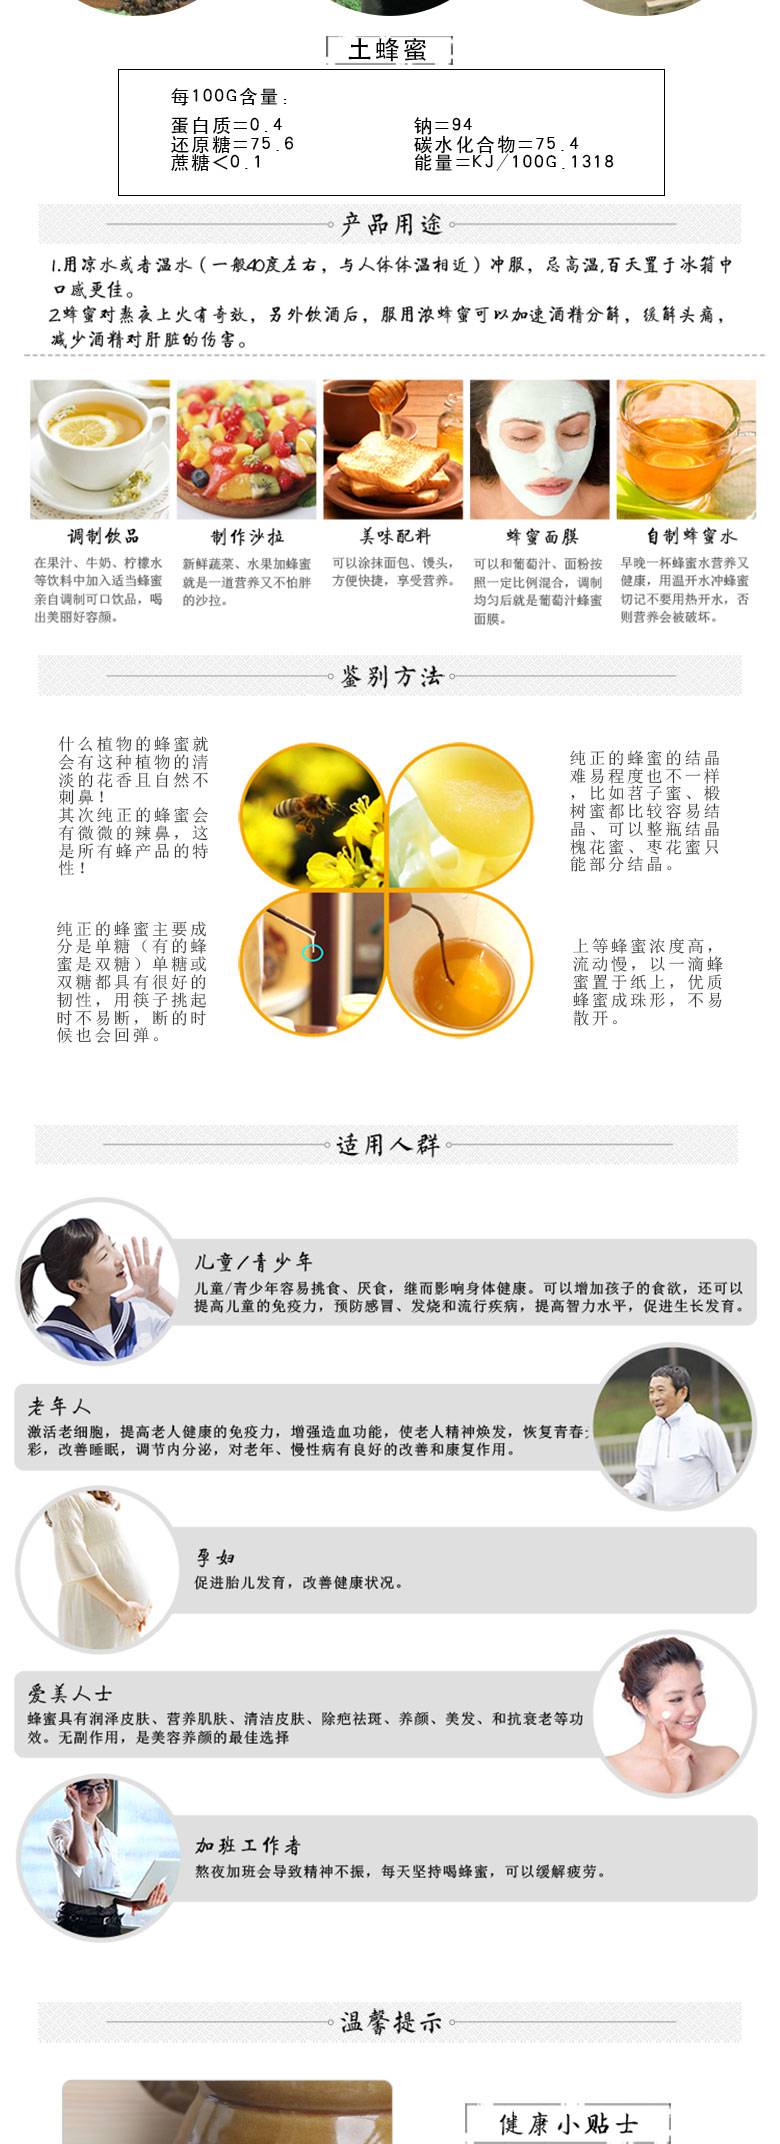 土蜂蜜
每100G含量：
蛋白质=0.4
还原糖=75.6
蔗糖<0.1
钠=94
碳水化合物=75.4
能量=KJ/100G.1318
产品用途
1.用凉水或者温水（一般40度左右，与人体体温相近）冲服，忌高温,百天置于冰箱中
口感更佳。
2.蜂蜜对熬夜上火有奇效，另外饮酒后，服用浓蜂蜜可以加速酒精分解，缓解头痛，
减少酒精对肝脏的伤害。
调制饮品
在果汁、牛奶、柠檬水
等饮料中加入适当蜂蜜
亲自调制可口饮品，喝
出美丽好容颜。
制作沙拉
新鲜蔬菜、水果加蜂蜜
就是一道营养又不怕胖
的沙拉。
美味配料
可以涂抹面包、馒头，
方便快捷，享受营养。
蜂蜜面膜
可以和葡萄汁、面粉按
照一定比例混合，调制
均匀后就是葡萄汁蜂蜜
面膜。
自制蜂蜜水
早晚一杯蜂蜜水营养又
健康，用温开水冲蜂蜜
切记不要用热开水，否
则营养会被破坏。
鉴别方法
什么植物的蜂蜜就
会有这种植物的清
淡的花香且自然不
刺鼻！
其次纯正的蜂蜜会
有微微的辣鼻，这
是所有蜂产品的特
性！
纯正的蜂蜜的结晶
难易程度也不一样
，比如苕子蜜、椴
树蜜都比较容易结
晶、可以整瓶结晶
槐花蜜、枣花蜜只
能部分结晶。
纯正的蜂蜜主要成
分是单糖（有的蜂
蜜是双糖）单糖或
双糖都具有很好的
韧性，用筷子挑起
时不易断，断的时
候也会回弹。
上等蜂蜜浓度高，
流动慢，以一滴蜂
蜜置于纸上，优质
蜂蜜成珠形，不易
散开。
适用人群
儿童/青少年
儿童/青少年容易挑食、厌食，继而影响身体健康。可以增加孩子的食欲，还可以
提高儿童的免疫力，预防感冒、发烧和流行疾病，提高智力水平，促进生长发育。
老年人
激活老细胞，提高老人健康的免疫力，增强造血功能，使老人精神焕发，恢复青春
彩，改善睡眠，调节内分泌，对老年、慢性病有良好的改善和康复作用。
孕妇
促进胎儿发育，改善健康状况。
爱美人士
蜂蜜具有润泽皮肤、营养肌肤、清洁皮肤、除疤祛斑、养颜、美发、和抗衰老等功
效。无副作用，是美容养颜的最佳选择
加班工作者
熬夜加班会导致精神不振，每天坚持喝蜂蜜，可以缓解疲劳。
温馨提示
健康小贴士